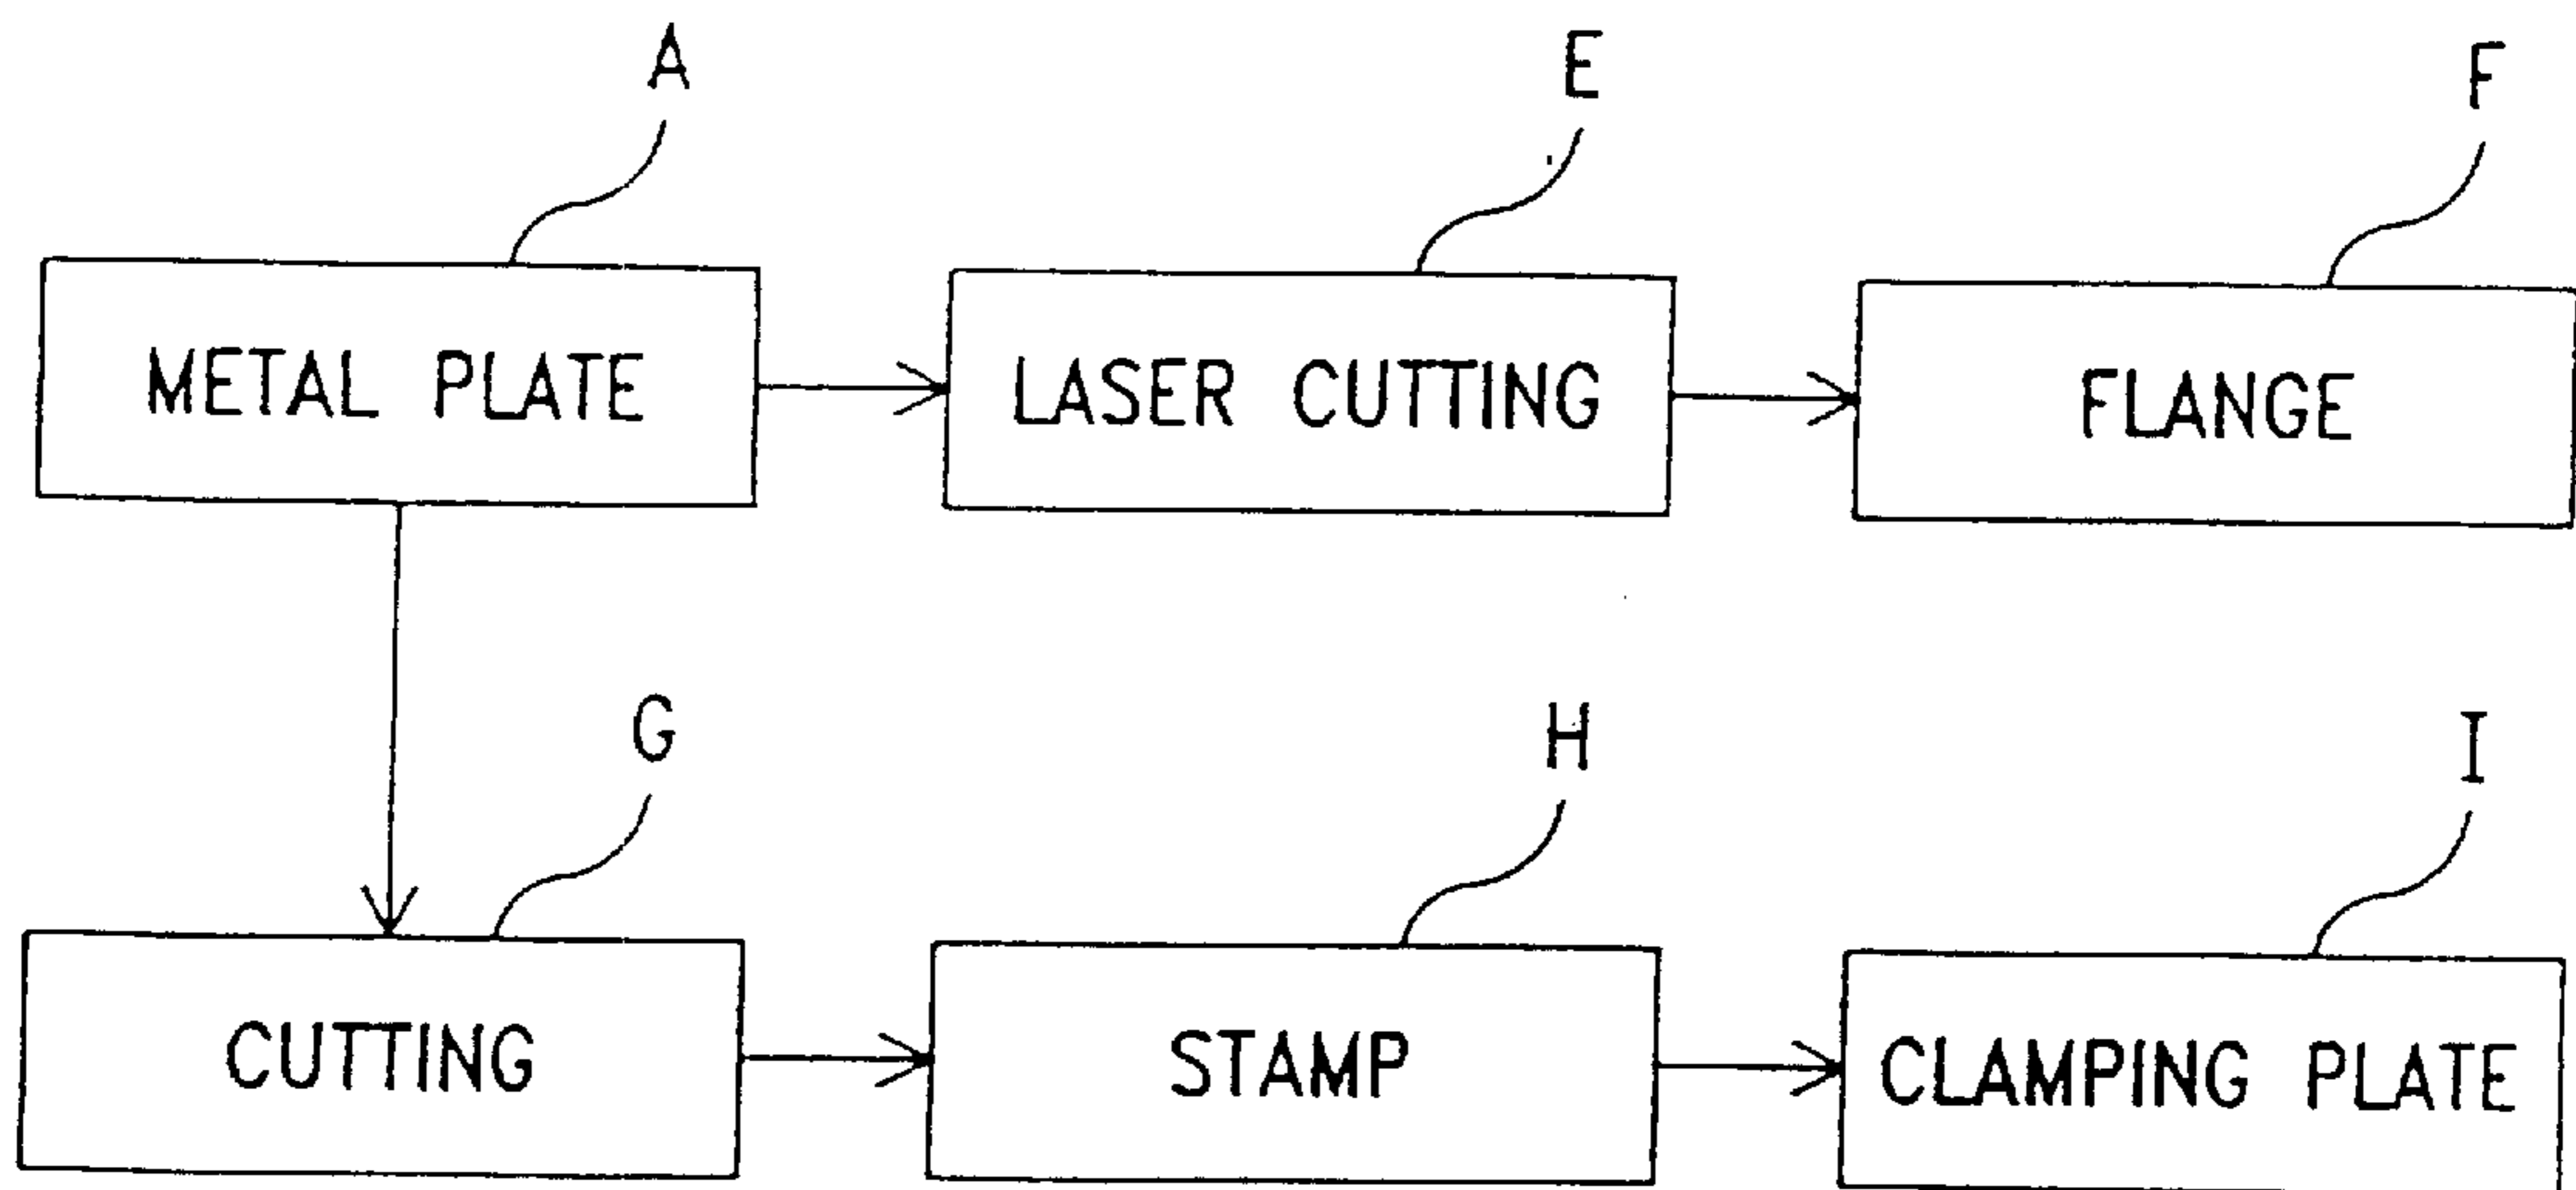 A
E
F
METAL PLATE
LASER CUTTING
FLANGE
G
H
I
CUTTING
STAMP
CLAMPING PLATE